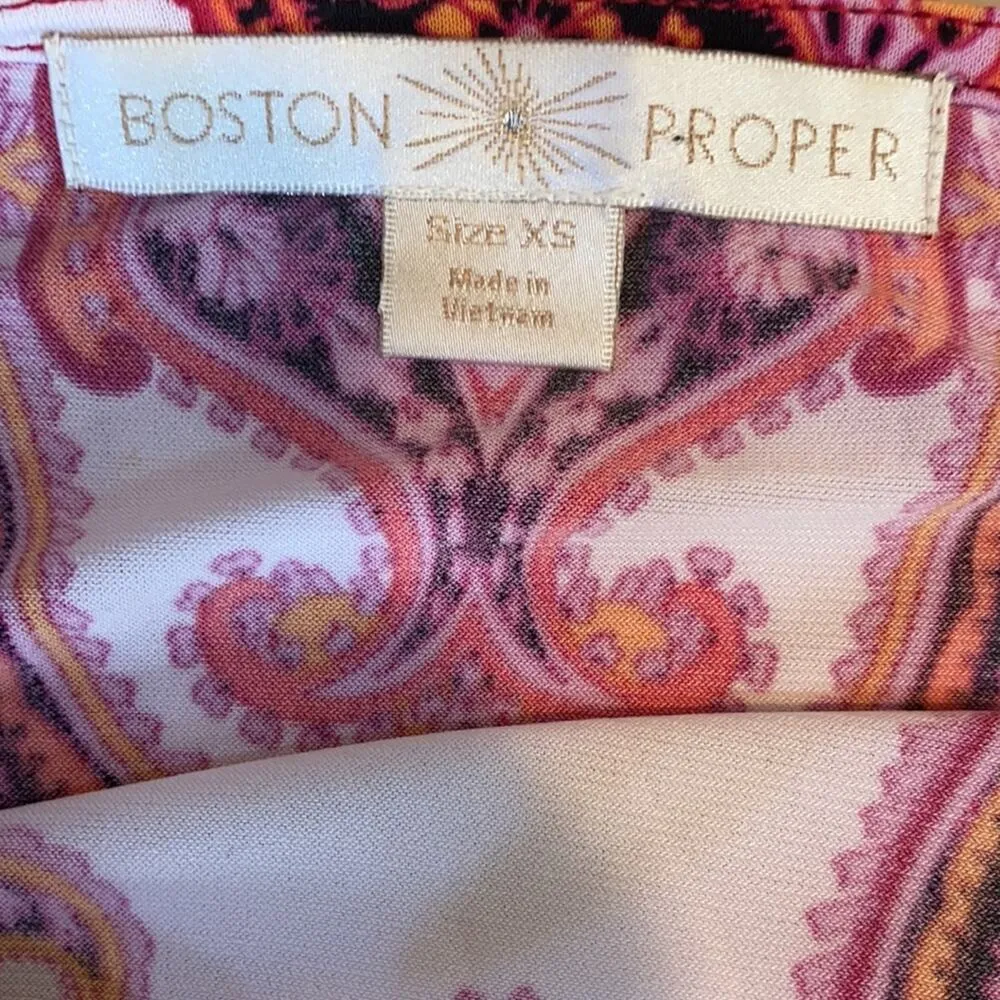 BOSTON PROPER
Size XS
Made in
Vietnam